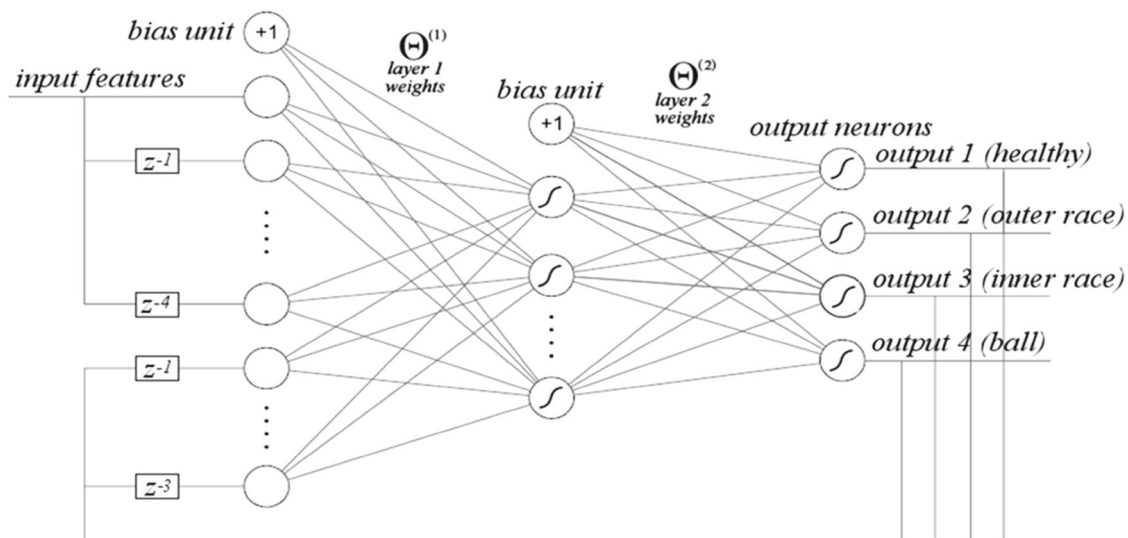 bias unit
+1
Θ(1)
layer 1
weights
input features
bias unit
+1
Θ(2)
layer 2
weights
output neurons
output 1 (healthy)
z-1
output 2 (outer race)
output 3 (inner race)
z-4
output 4 (ball)
z-1
z-3